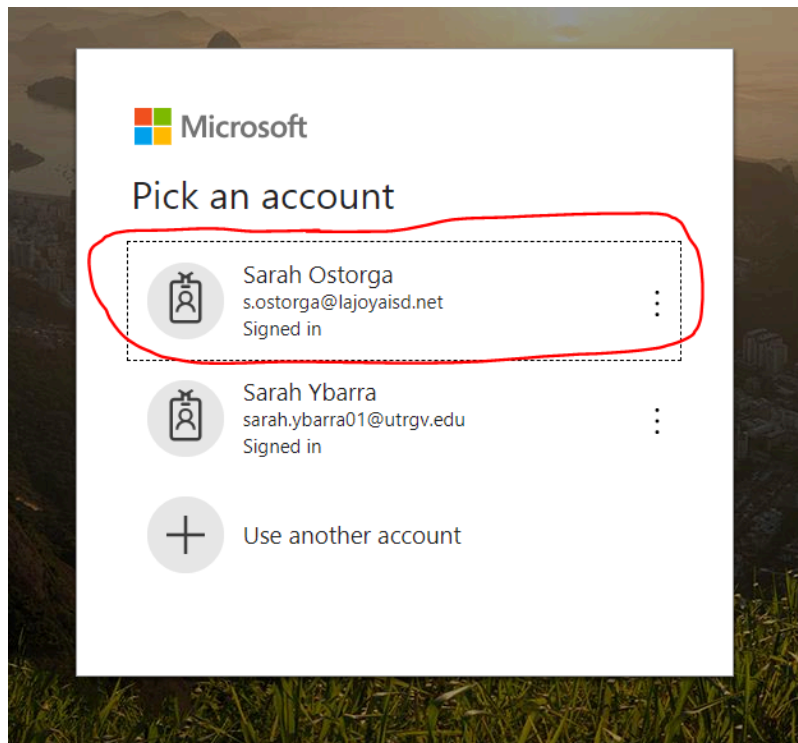 Microsoft
Pick an account
Sarah Ostorga
s.ostorga@lajoyaisd.net
Signed in
Sarah Ybarra
sarah.ybarra01@utrgv.edu
Signed in
Use another account